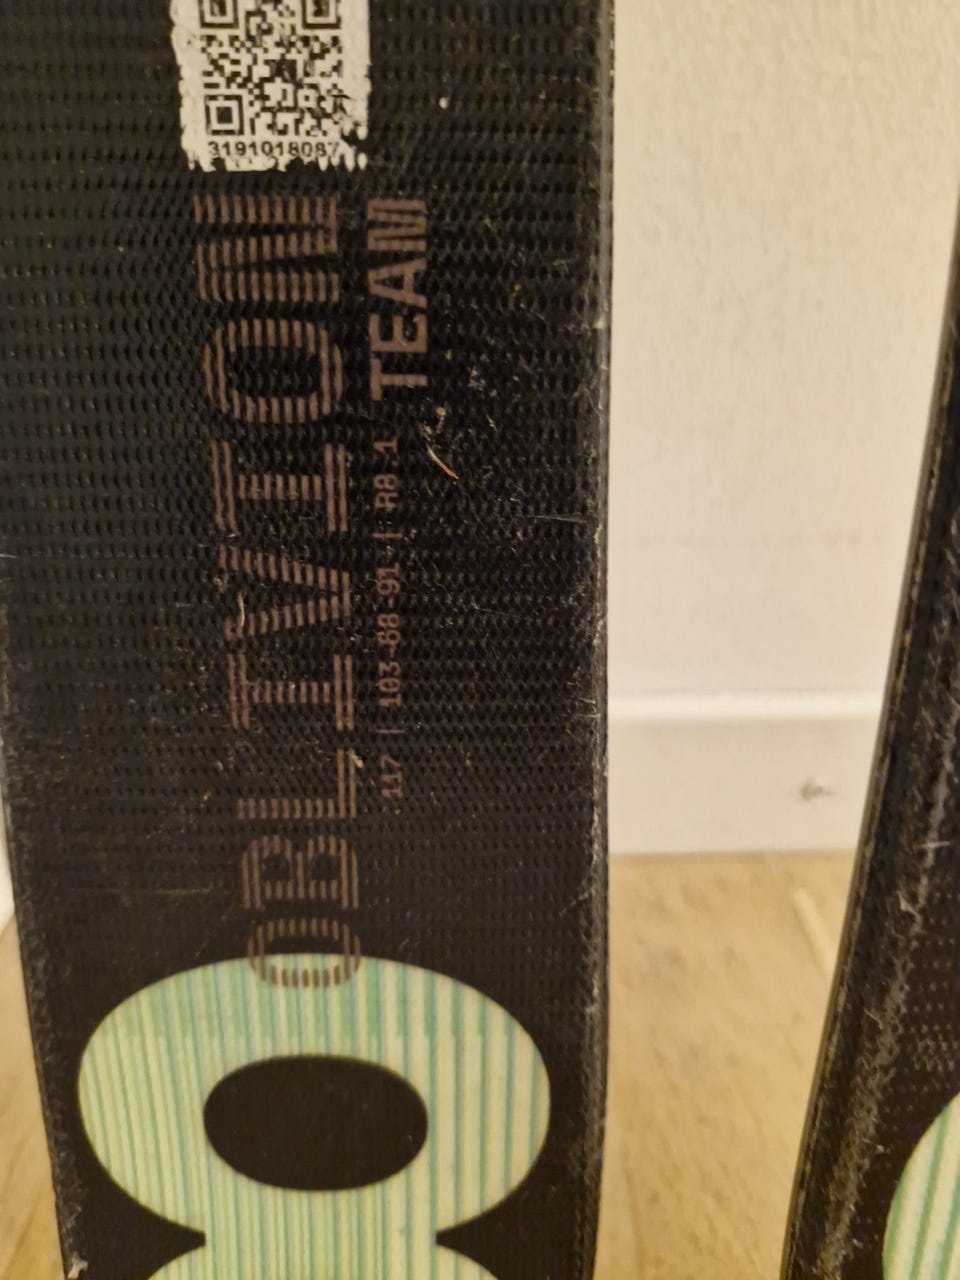 3191018087
OBLIVION
TEAM
117 | 103-68-91 | R8.1